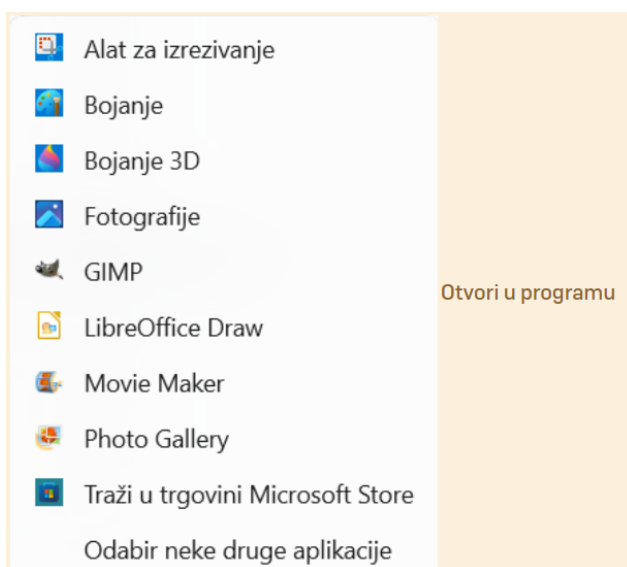 Alat za izrezivanje
Bojanje
Bojanje 3D
Fotografije
GIMP
LibreOffice Draw
Movie Maker
Photo Gallery
Traži u trgovini Microsoft Store
Odabir neke druge aplikacije
Otvori u programu